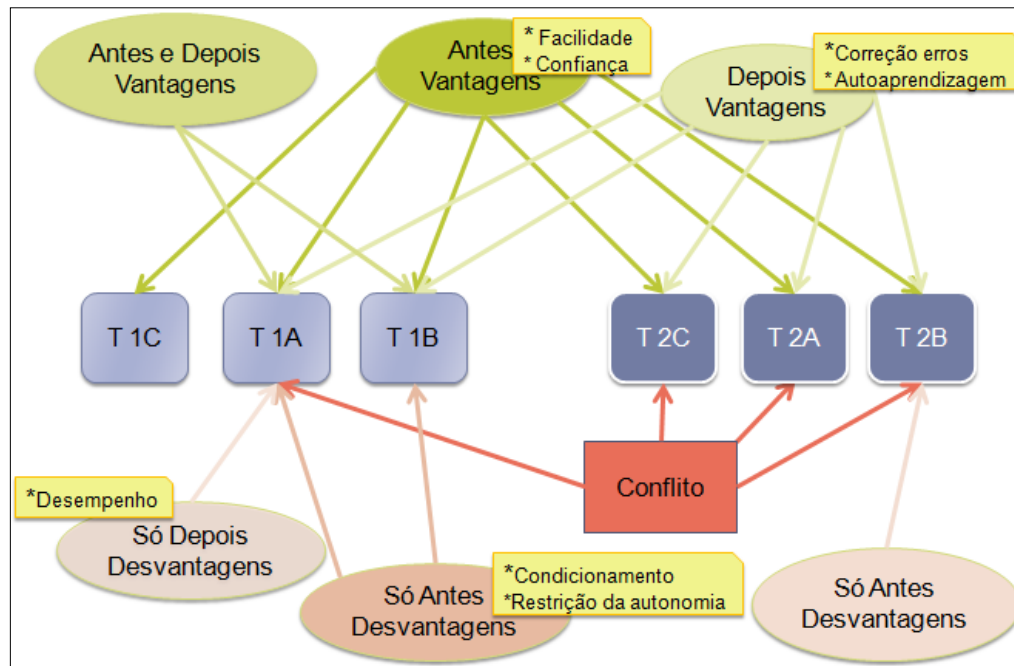 Antes e Depois
Vantagens
Antes
Vantagens
* Facilidade
* Confiança
Depois
Vantagens
*Correção erros
*Autoaprendizagem
T 1C
T 1A
T 1B
T 2C
T 2A
T 2B
Conflito
*Desempenho
Só Depois
Desvantagens
Só Antes
Desvantagens
*Condicionamento
*Restrição da autonomia
Só Antes
Desvantagens